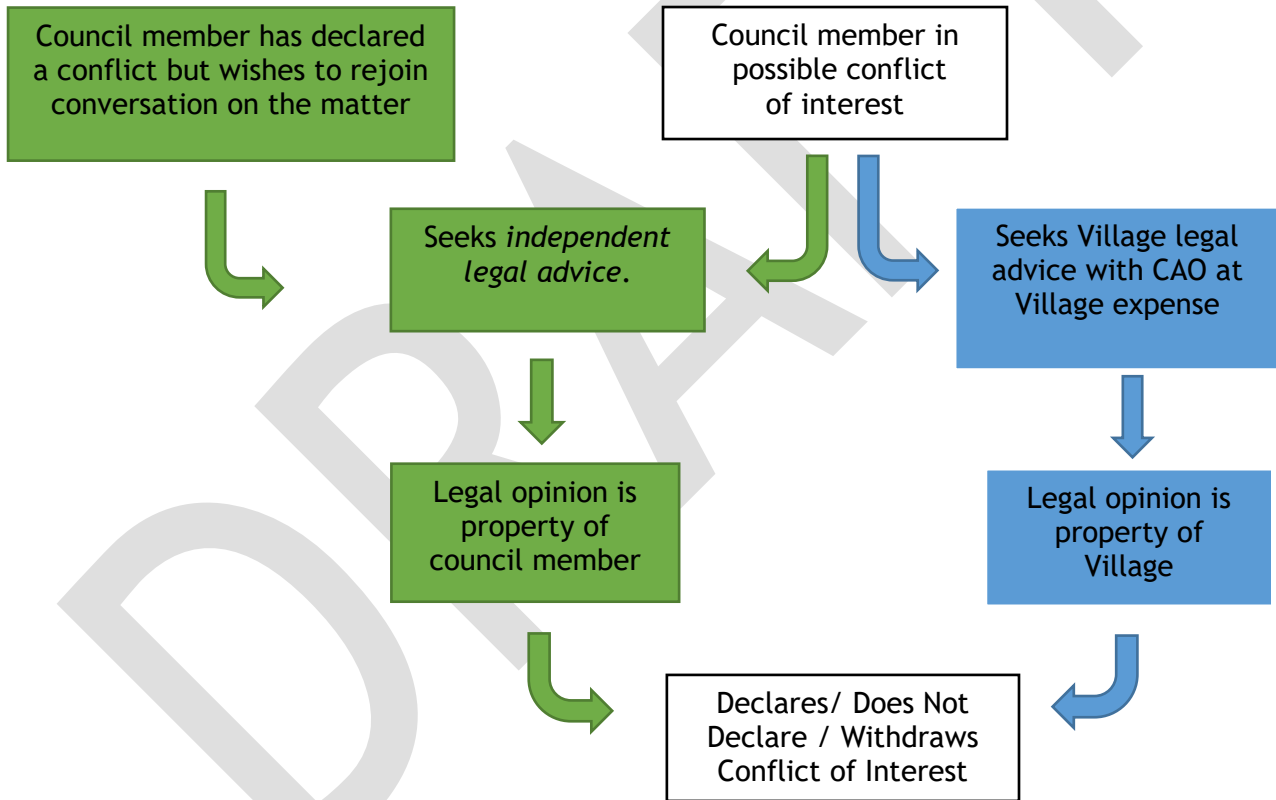 Council member has declared
a conflict but wishes to rejoin
conversation on the matter
Council member in
possible conflict
of interest
Seeks independent
legal advice.
Seeks Village legal
advice with CAO at
Village expense
Legal opinion is
property of
council member
Legal opinion is
property of
Village
Declares/ Does Not
Declare / Withdraws
Conflict of Interest
DRAFT